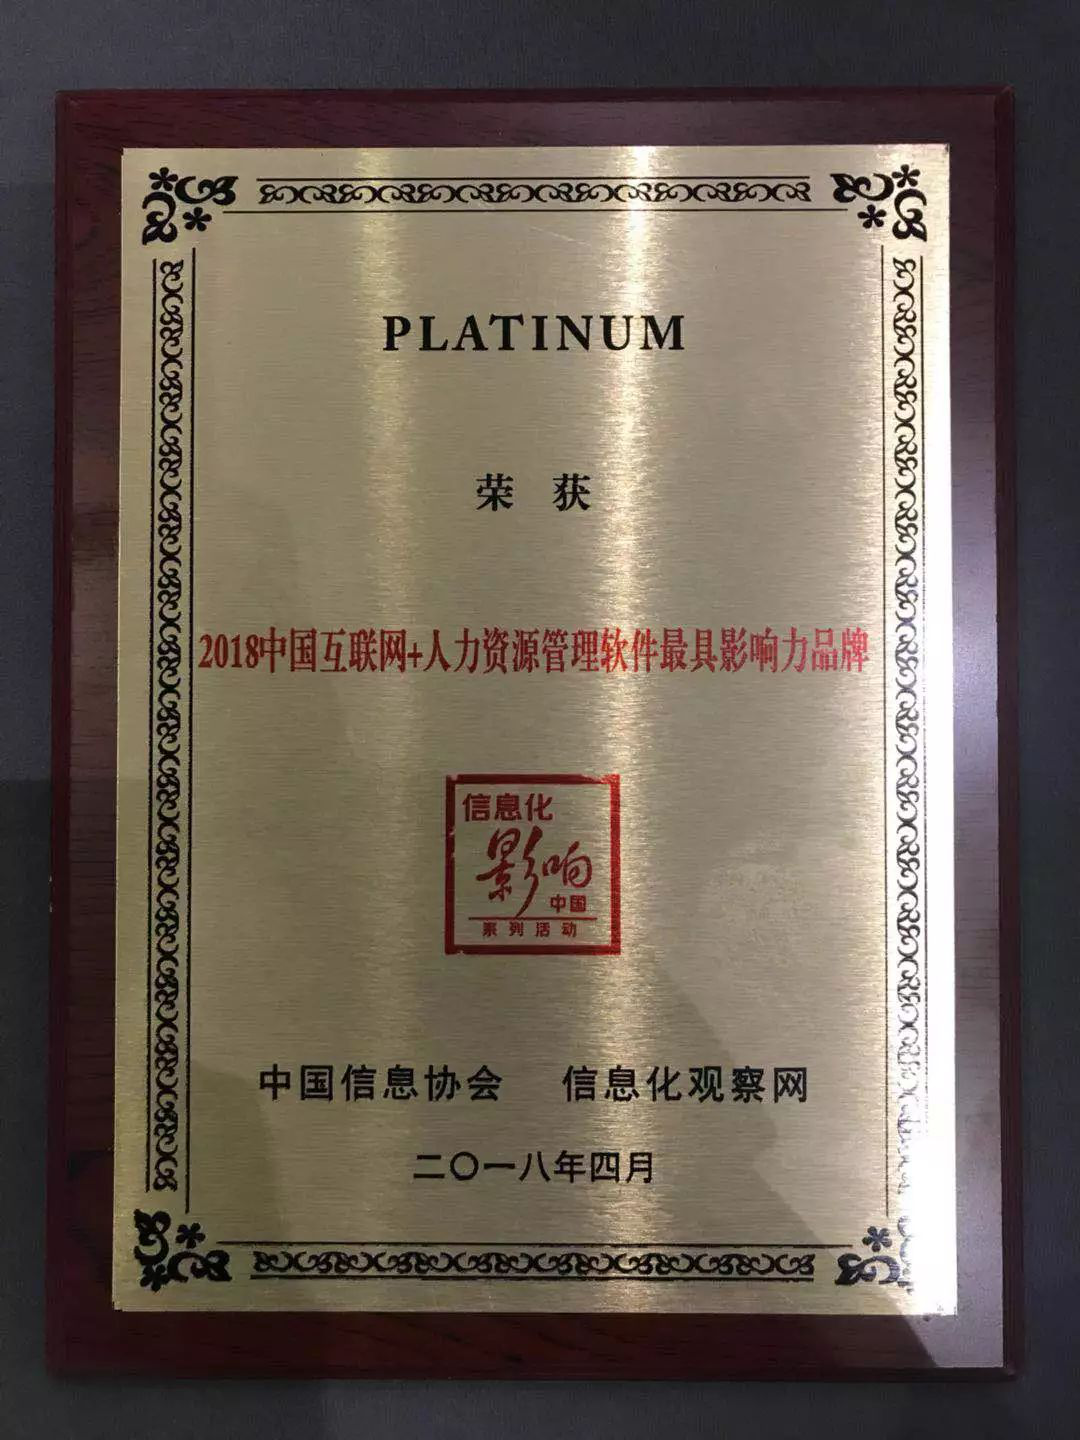 PLATINUM
荣 获
2018中国互联网+人力资源管理软件最具影响力品牌
信息化
影响
中国
系列活动
中国信息协会 信息化观察网
二〇一八年四月